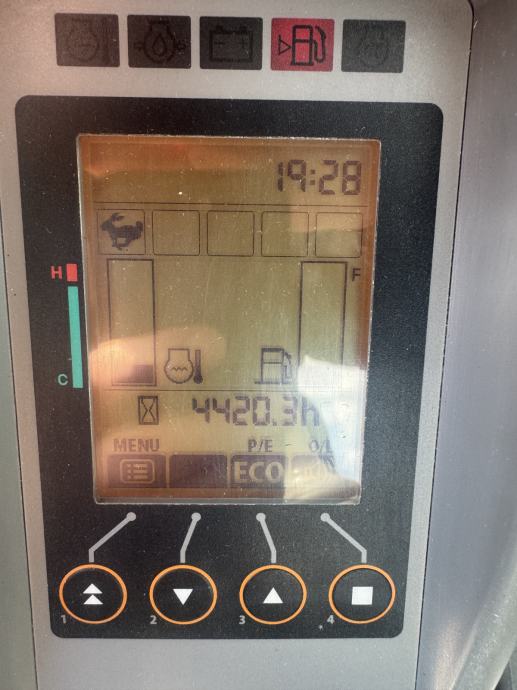 19:28
H
F
C
4420.3h
MENU P/E O/L
ECO
1 2 3 4